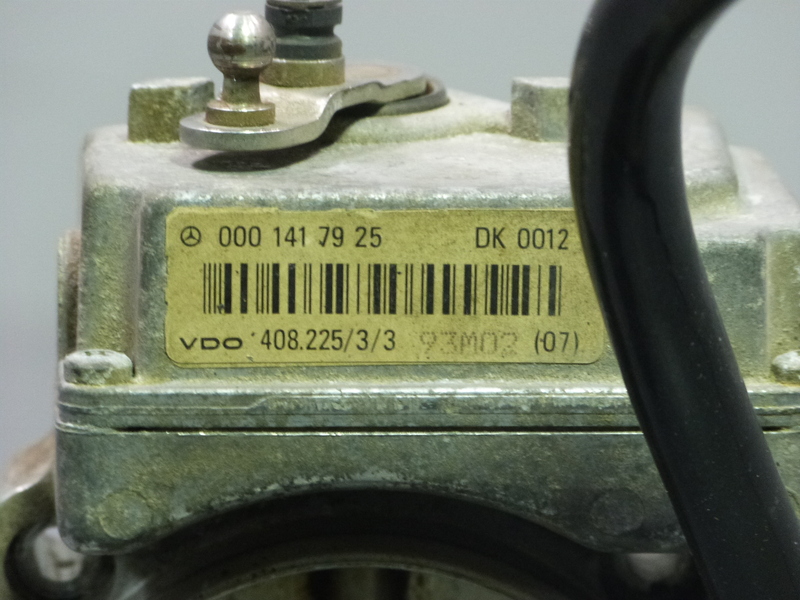 000 141 79 25 DK 0012
VDO 408.225/3/3 93M02 (07)